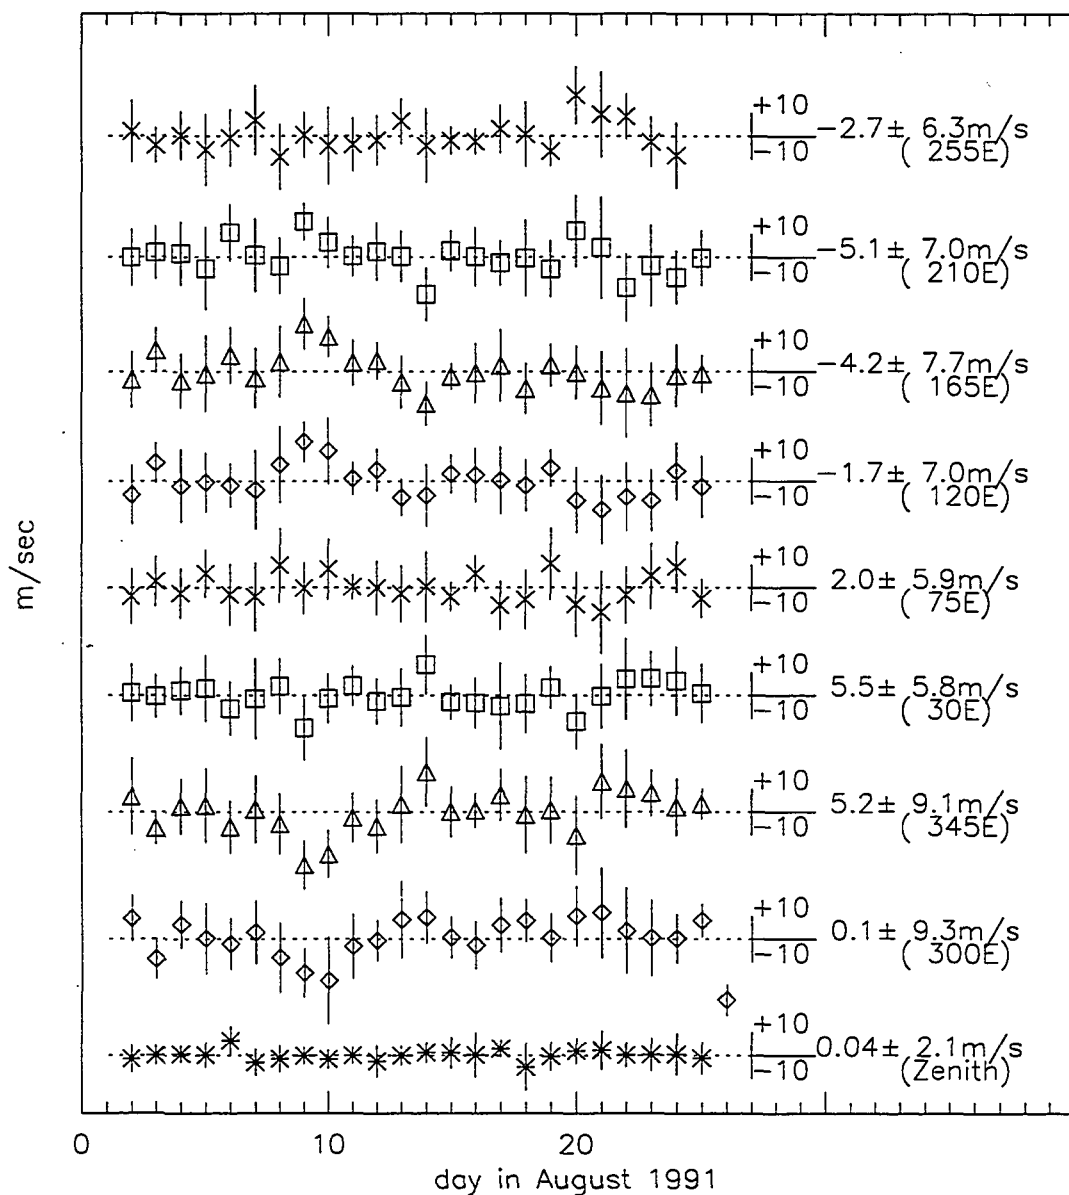 +10
-2.7± 6.3m/s
-10
( 255E)
+10
-5.1± 7.0m/s
-10
( 210E)
+10
-4.2± 7.7m/s
-10
( 165E)
+10
-1.7± 7.0m/s
-10
( 120E)
+10
2.0± 5.9m/s
-10
( 75E)
+10
5.5± 5.8m/s
-10
( 30E)
+10
5.2± 9.1m/s
-10
( 345E)
+10
0.1± 9.3m/s
-10
( 300E)
+10
0.04± 2.1m/s
-10
(Zenith)
m/sec
0 10 20
day in August 1991